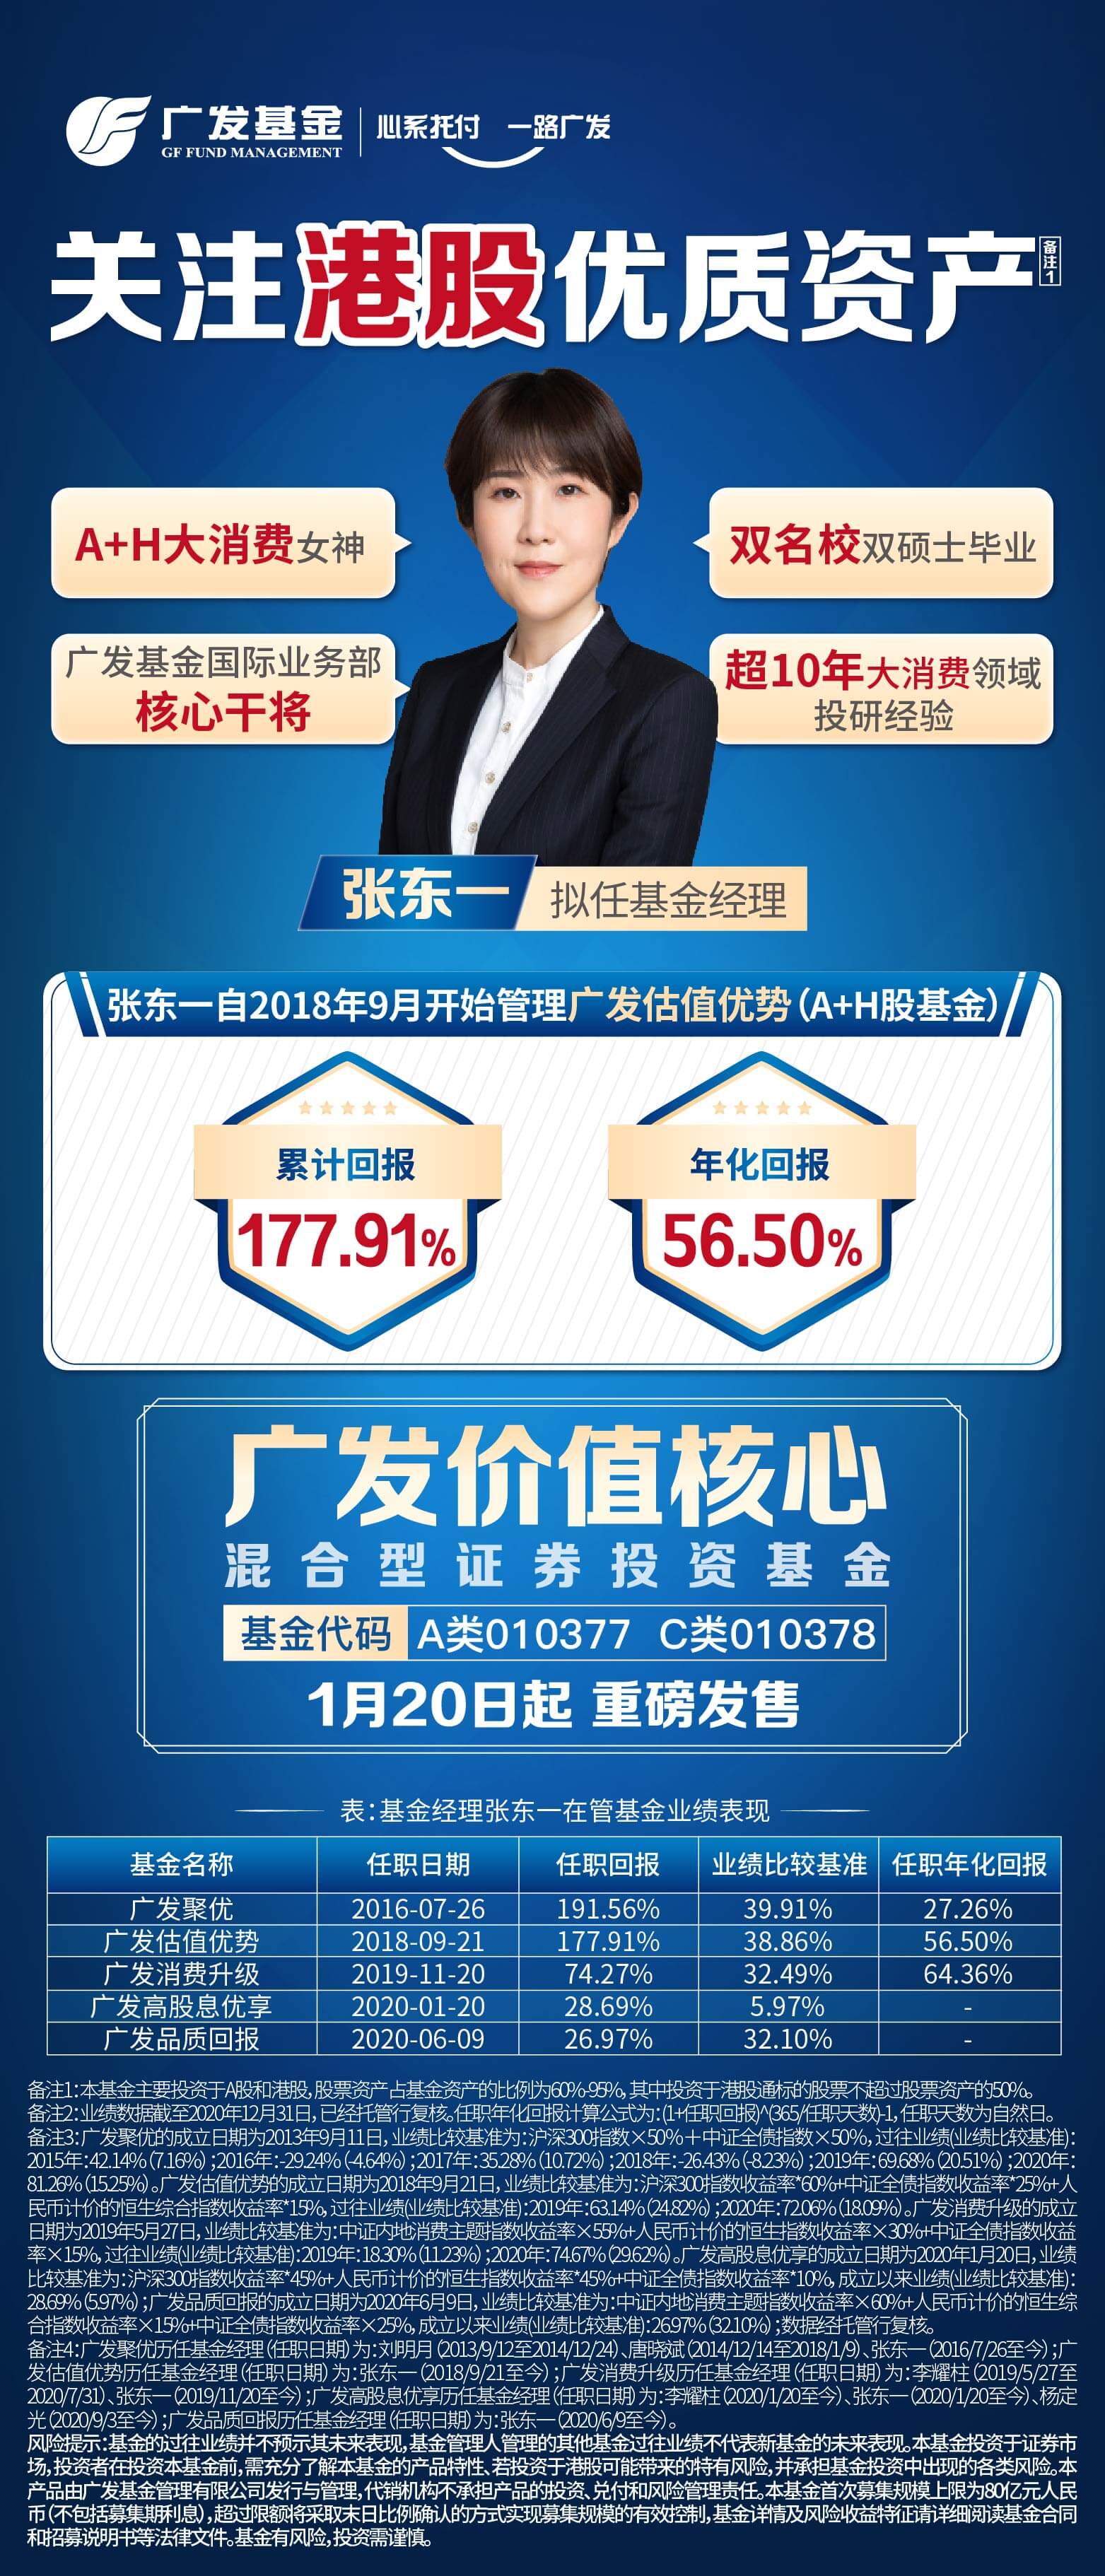 广发基金
GF FUND MANAGEMENT
心系托付 一路广发
关注港股优质资产
备注1
A+H大消费女神
双名校双硕士毕业
广发基金国际业务部
核心干将
超10年大消费领域
投研经验
张东一 拟任基金经理
张东一自2018年9月开始管理广发估值优势(A+H股基金)
累计回报
177.91%
年化回报
56.50%
广发价值核心
混合型证券投资基金
基金代码 A类010377 C类010378
1月20日起 重磅发售
表:基金经理张东一在管基金业绩表现
基金名称 任职日期 任职回报 业绩比较基准 任职年化回报
广发聚优 2016-07-26 191.56% 39.91% 27.26%
广发估值优势 2018-09-21 177.91% 38.86% 56.50%
广发消费升级 2019-11-20 74.27% 32.49% 64.36%
广发高股息优享 2020-01-20 28.69% 5.97% -
广发品质回报 2020-06-09 26.97% 32.10% -
备注1:本基金主要投资于A股和港股,股票资产占基金资产的比例为60%-95%,其中投资于港股通标的股票不超过股票资产的50%。
备注2:业绩数据截至2020年12月31日,已经托管行复核。任职年化回报计算公式为:(1+任职回报)^(365/任职天数)-1,任职天数为自然日。
备注3:广发聚优的成立日期为2013年9月11日,业绩比较基准为:沪深300指数×50%+中证全债指数×50%,过往业绩(业绩比较基准):
2015年:42.14%(7.16%);2016年:-29.24%(-4.64%);2017年:35.28%(10.72%);2018年:-26.43%(-8.23%);2019年:69.68%(20.51%);2020年:
81.26%(15.25%)。广发估值优势的成立日期为2018年9月21日,业绩比较基准为:沪深300指数收益率*60%+中证全债指数收益率*25%+人
民币计价的恒生综合指数收益率*15%,过往业绩(业绩比较基准):2019年:63.14%(24.82%);2020年:72.06%(18.09%)。广发消费升级的成立
日期为2019年5月27日,业绩比较基准为:中证内地消费主题指数收益率×55%+人民币计价的恒生指数收益率×30%+中证全债指数收益
率×15%,过往业绩(业绩比较基准):2019年:18.30%(11.23%);2020年:74.67%(29.62%)。广发高股息优享的成立日期为2020年1月20日,业绩
比较基准为:沪深300指数收益率*45%+人民币计价的恒生指数收益率*45%+中证全债指数收益率*10%,成立以来业绩(业绩比较基准):
28.69%(5.97%);广发品质回报的成立日期为2020年6月9日,业绩比较基准为:中证内地消费主题指数收益率×60%+人民币计价的恒生综
合指数收益率×15%+中证全债指数收益率×25%,成立以来业绩(业绩比较基准):26.97%(32.10%);数据经托管行复核。
备注4:广发聚优历任基金经理(任职日期)为:刘明月(2013/9/12至2014/12/24)、唐晓斌(2014/12/14至2018/1/9)、张东一(2016/7/26至今);广
发估值优势历任基金经理(任职日期)为:张东一(2018/9/21至今);广发消费升级历任基金经理(任职日期)为:李耀柱(2019/5/27至
2020/7/31)、张东一(2019/11/20至今);广发高股息优享历任基金经理(任职日期)为:李耀柱(2020/1/20至今)、张东一(2020/1/20至今)、杨定
光(2020/9/3至今);广发品质回报历任基金经理(任职日期)为:张东一(2020/6/9至今)。
风险提示:基金的过往业绩并不预示其未来表现,基金管理人管理的其他基金过往业绩不代表新基金的未来表现。本基金投资于证券市
场,投资者在投资本基金前,需充分了解本基金的产品特性、若投资于港股可能带来的特有风险,并承担基金投资中出现的各类风险。本
产品由广发基金管理有限公司发行与管理,代销机构不承担产品的投资、兑付和风险管理责任。本基金首次募集规模上限为80亿元人民
币(不包括募集期利息),超过限额将采取末日比例确认的方式实现募集规模的有效控制,基金详情及风险收益特征请详细阅读基金合同
和招募说明书等法律文件。基金有风险,投资需谨慎。